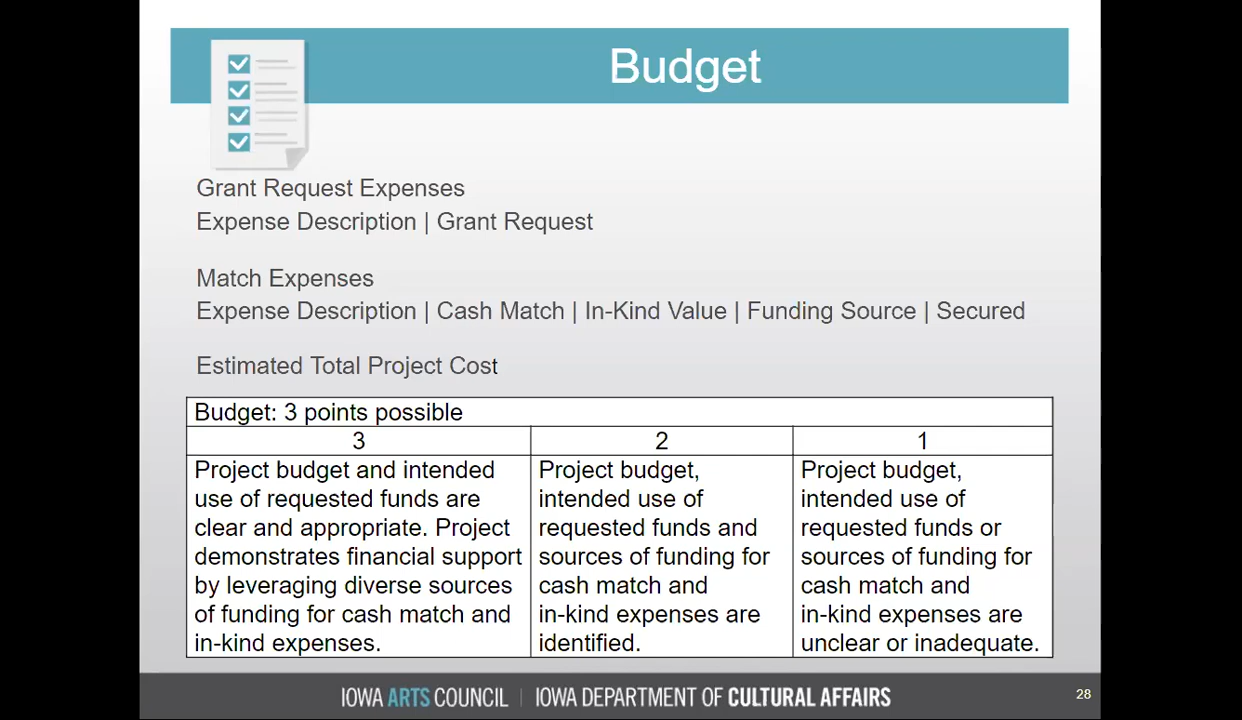 Budget
Grant Request Expenses
Expense Description | Grant Request
Match Expenses
Expense Description | Cash Match | In-Kind Value | Funding Source | Secured
Estimated Total Project Cost
Budget: 3 points possible
3
Project budget and intended
use of requested funds are
clear and appropriate. Project
demonstrates financial support
by leveraging diverse sources
of funding for cash match and
in-kind expenses.
2
Project budget,
intended use of
requested funds and
sources of funding for
cash match and
in-kind expenses are
identified.
1
Project budget,
intended use of
requested funds or
sources of funding for
cash match and
in-kind expenses are
unclear or inadequate.
IOWA ARTS COUNCIL | IOWA DEPARTMENT OF CULTURAL AFFAIRS
28